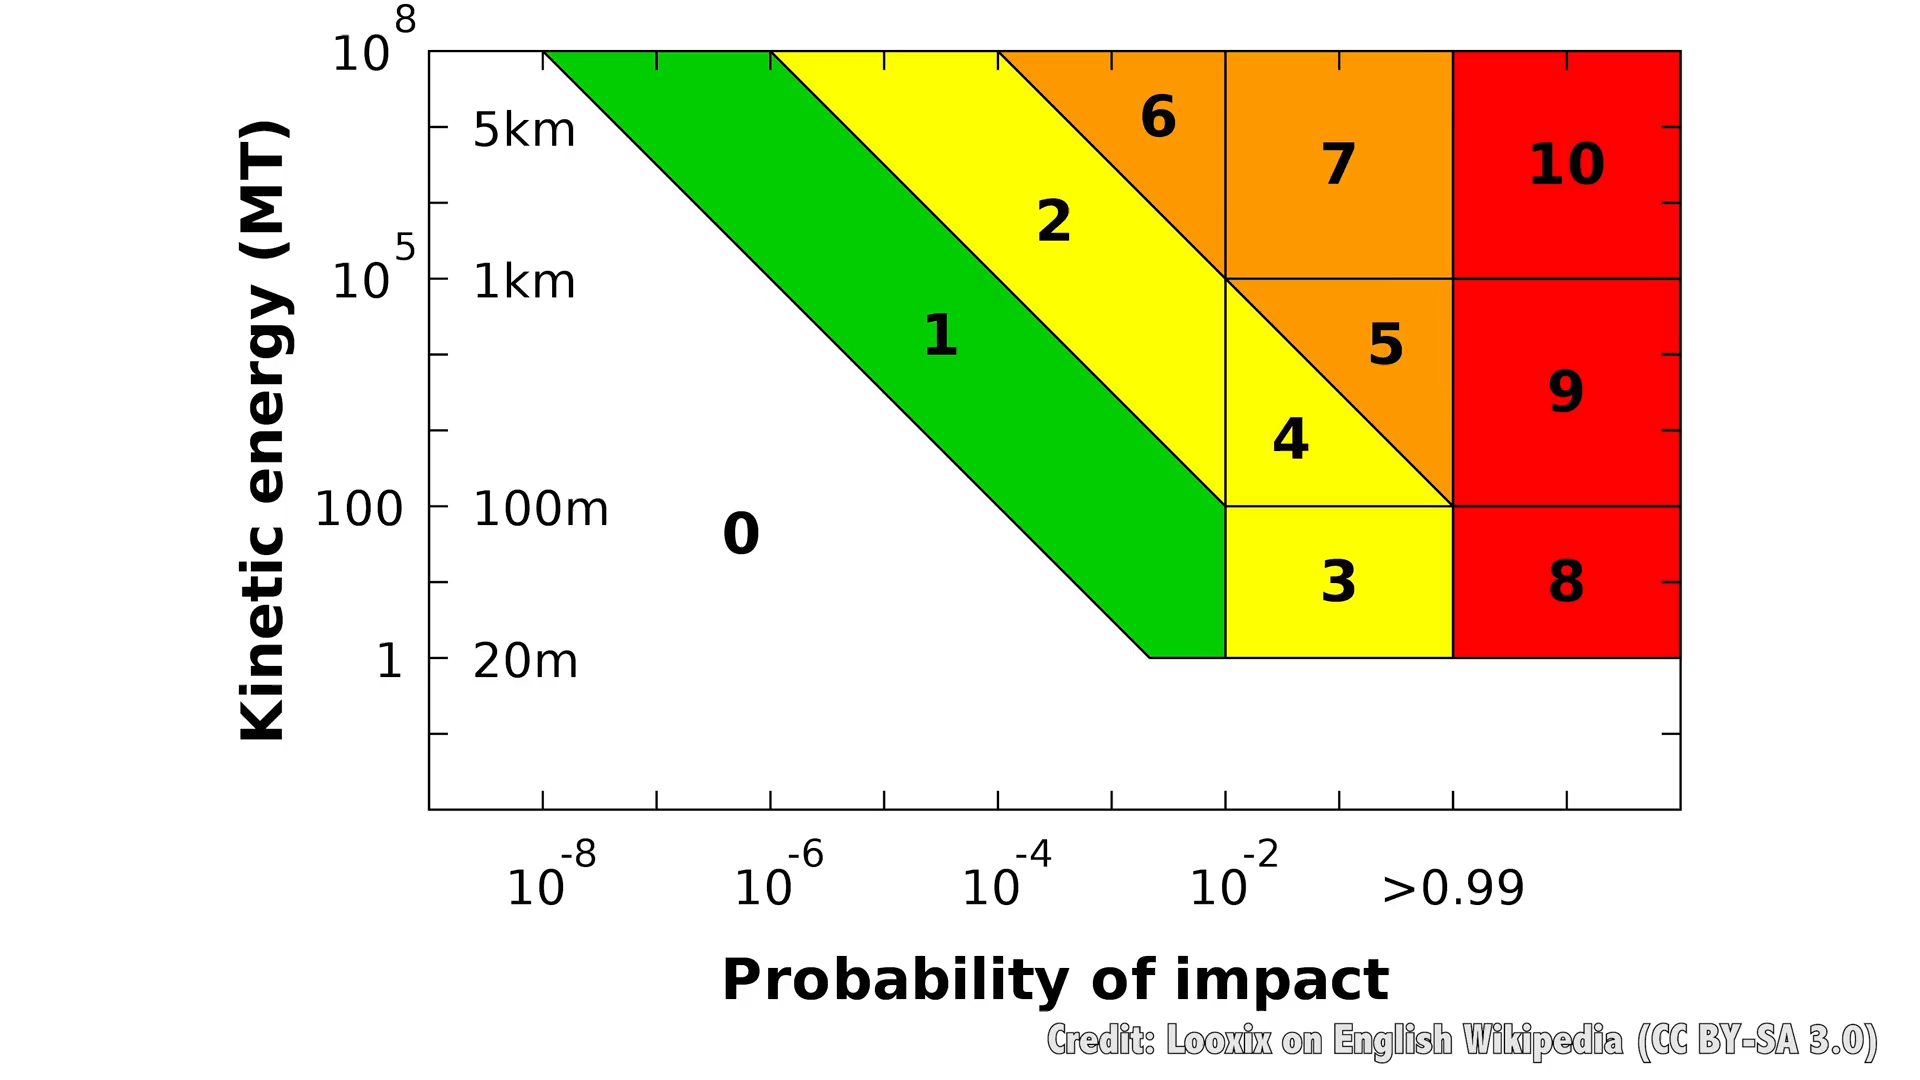 Kinetic energy (MT)
10^8
5km
10^5
1km
100
100m
1
20m
0
1
2
3
4
5
6
7
8
9
10
10^-8
10^-6
10^-4
10^-2
>0.99
Probability of impact
Credit: Looxix on English Wikipedia (CC BY-SA 3.0)